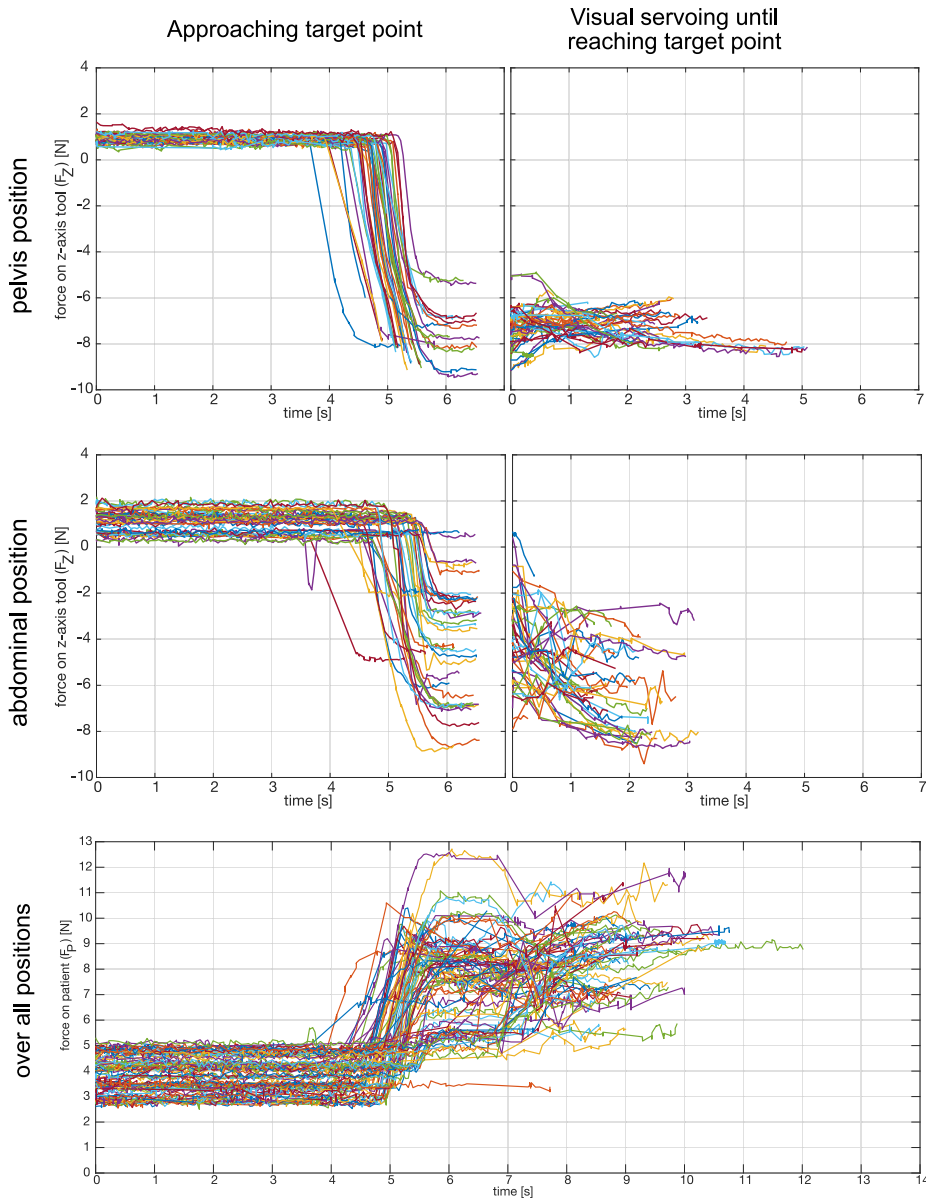 Approaching target point
Visual servoing until
reaching target point
pelvis position
force on z-axis tool (F_Z) [N]
4
2
0
-2
-4
-6
-8
-10
0 1 2 3 4 5 6 7
time [s]
0 1 2 3 4 5 6 7
time [s]
abdominal position
force on z-axis tool (F_Z) [N]
4
2
0
-2
-4
-6
-8
-10
0 1 2 3 4 5 6 7
time [s]
0 1 2 3 4 5 6 7
time [s]
over all positions
force on patient (F_P) [N]
13
12
11
10
9
8
7
6
5
4
3
2
1
0
0 1 2 3 4 5 6 7 8 9 10 11 12 13 14
time [s]